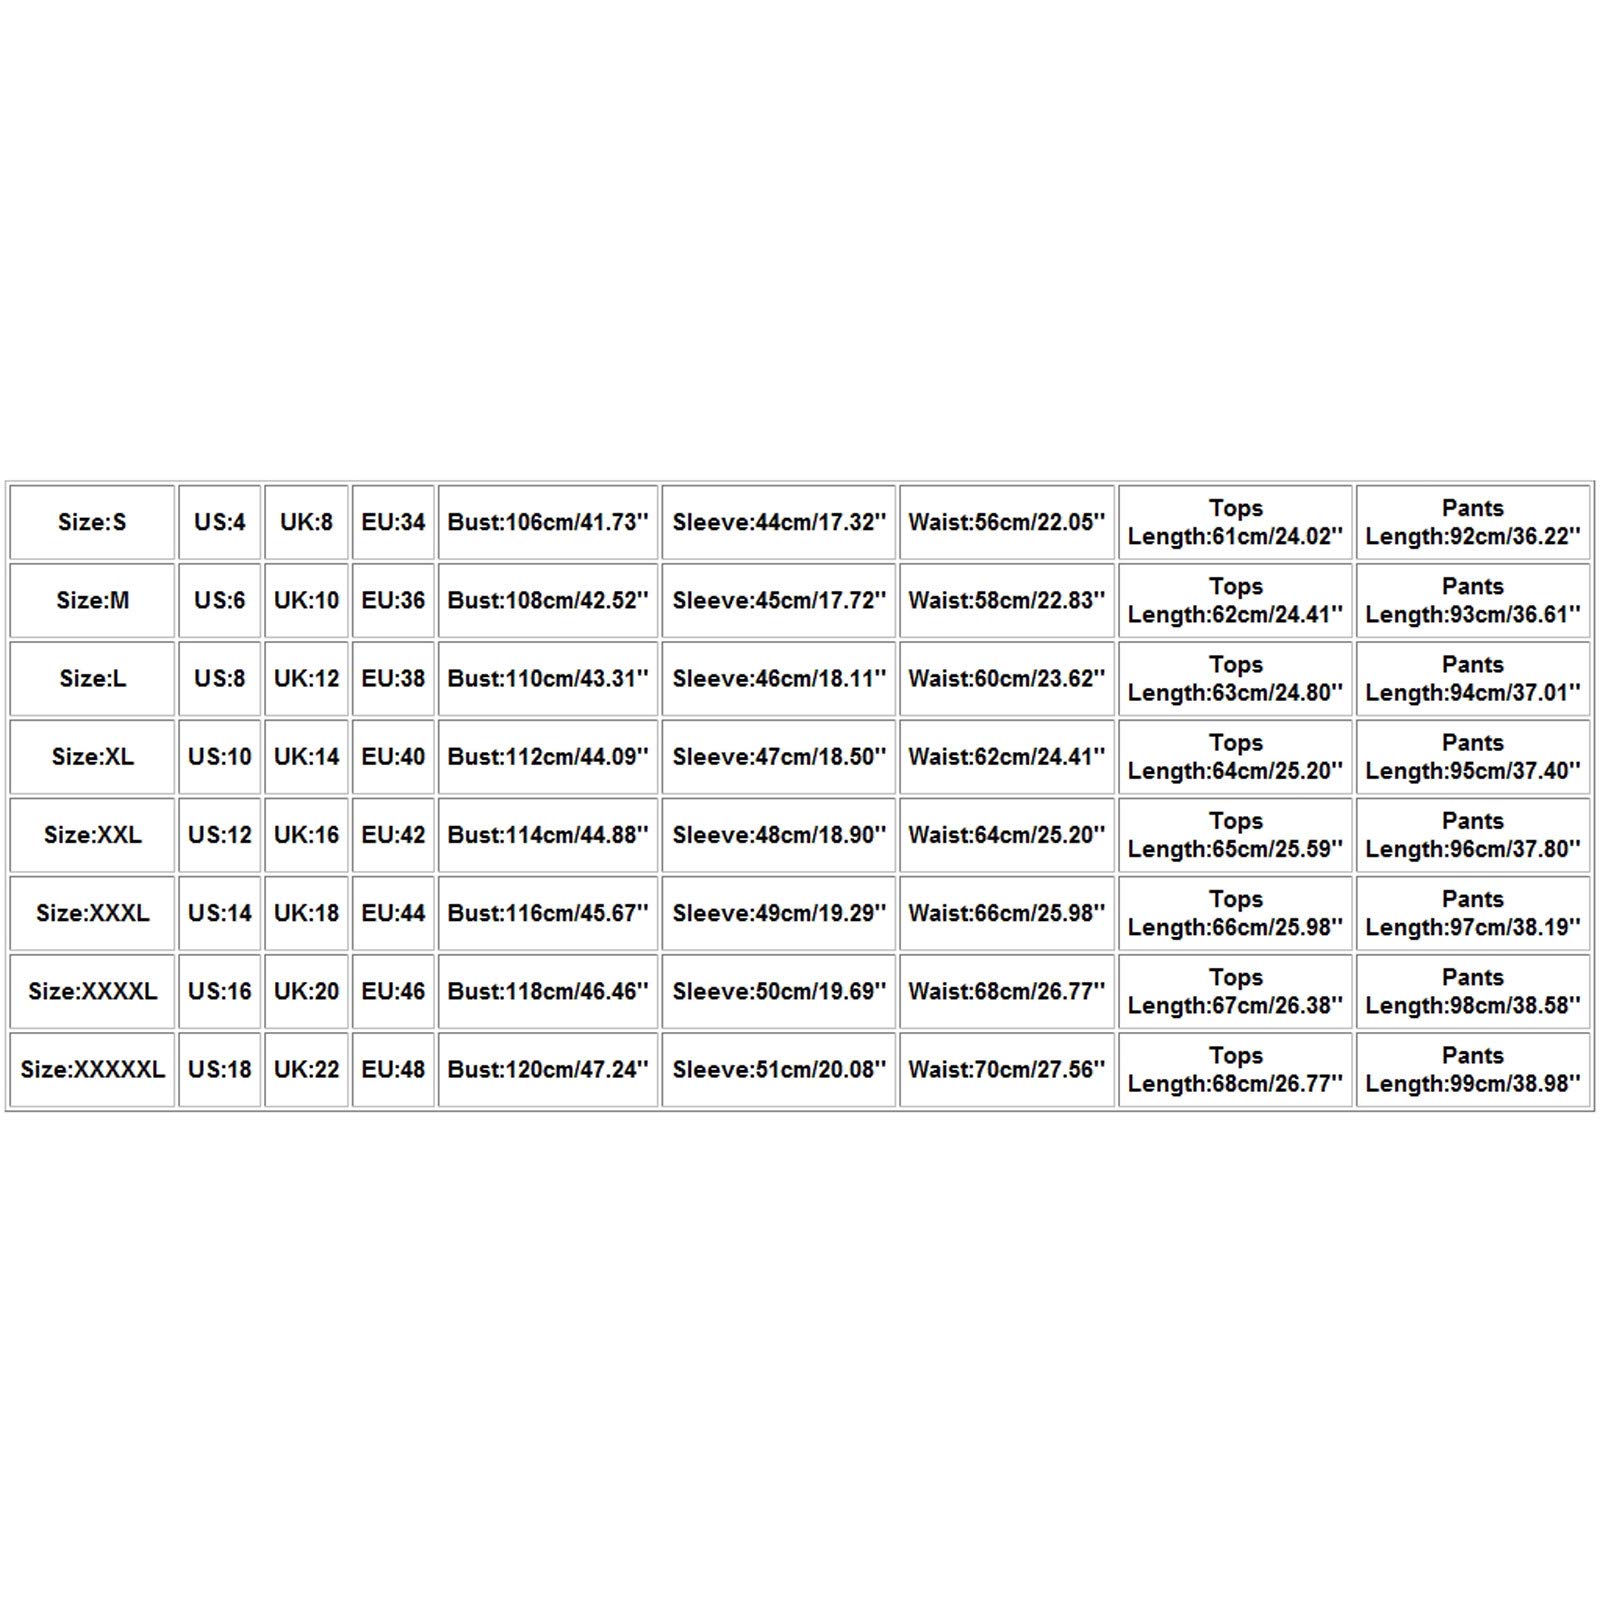 Size:S US:4 UK:8 EU:34 Bust:106cm/41.73'' Sleeve:44cm/17.32'' Waist:56cm/22.05'' Tops Length:61cm/24.02'' Pants Length:92cm/36.22''
Size:M US:6 UK:10 EU:36 Bust:108cm/42.52'' Sleeve:45cm/17.72'' Waist:58cm/22.83'' Tops Length:62cm/24.41'' Pants Length:93cm/36.61''
Size:L US:8 UK:12 EU:38 Bust:110cm/43.31'' Sleeve:46cm/18.11'' Waist:60cm/23.62'' Tops Length:63cm/24.80'' Pants Length:94cm/37.01''
Size:XL US:10 UK:14 EU:40 Bust:112cm/44.09'' Sleeve:47cm/18.50'' Waist:62cm/24.41'' Tops Length:64cm/25.20'' Pants Length:95cm/37.40''
Size:XXL US:12 UK:16 EU:42 Bust:114cm/44.88'' Sleeve:48cm/18.90'' Waist:64cm/25.20'' Tops Length:65cm/25.59'' Pants Length:96cm/37.80''
Size:XXXL US:14 UK:18 EU:44 Bust:116cm/45.67'' Sleeve:49cm/19.29'' Waist:66cm/25.98'' Tops Length:66cm/25.98'' Pants Length:97cm/38.19''
Size:XXXXL US:16 UK:20 EU:46 Bust:118cm/46.46'' Sleeve:50cm/19.69'' Waist:68cm/26.77'' Tops Length:67cm/26.38'' Pants Length:98cm/38.58''
Size:XXXXXL US:18 UK:22 EU:48 Bust:120cm/47.24'' Sleeve:51cm/20.08'' Waist:70cm/27.56'' Tops Length:68cm/26.77'' Pants Length:99cm/38.98''